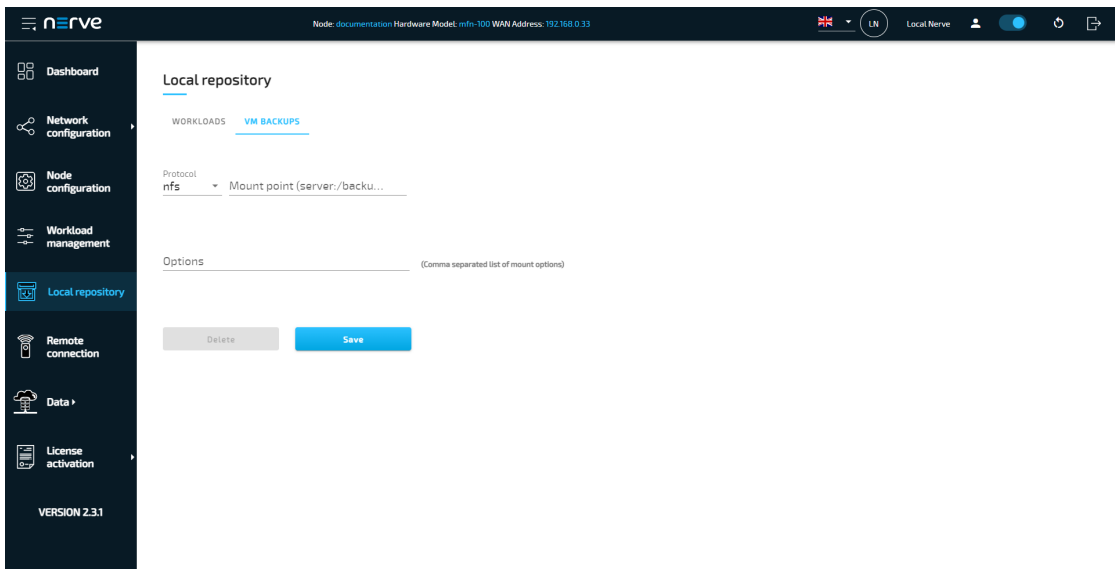 nerve
Node: documentation Hardware Model: mfn-100 WAN Address: 192.168.0.33
LN
Local Nerve
Dashboard
Network
configuration
Node
configuration
Workload
management
Local repository
Remote
connection
Data
License
activation
VERSION 2.3.1
Local repository
WORKLOADS
VM BACKUPS
Protocol
nfs
Mount point (server:/backu...
Options
(Comma separated list of mount options)
Delete
Save